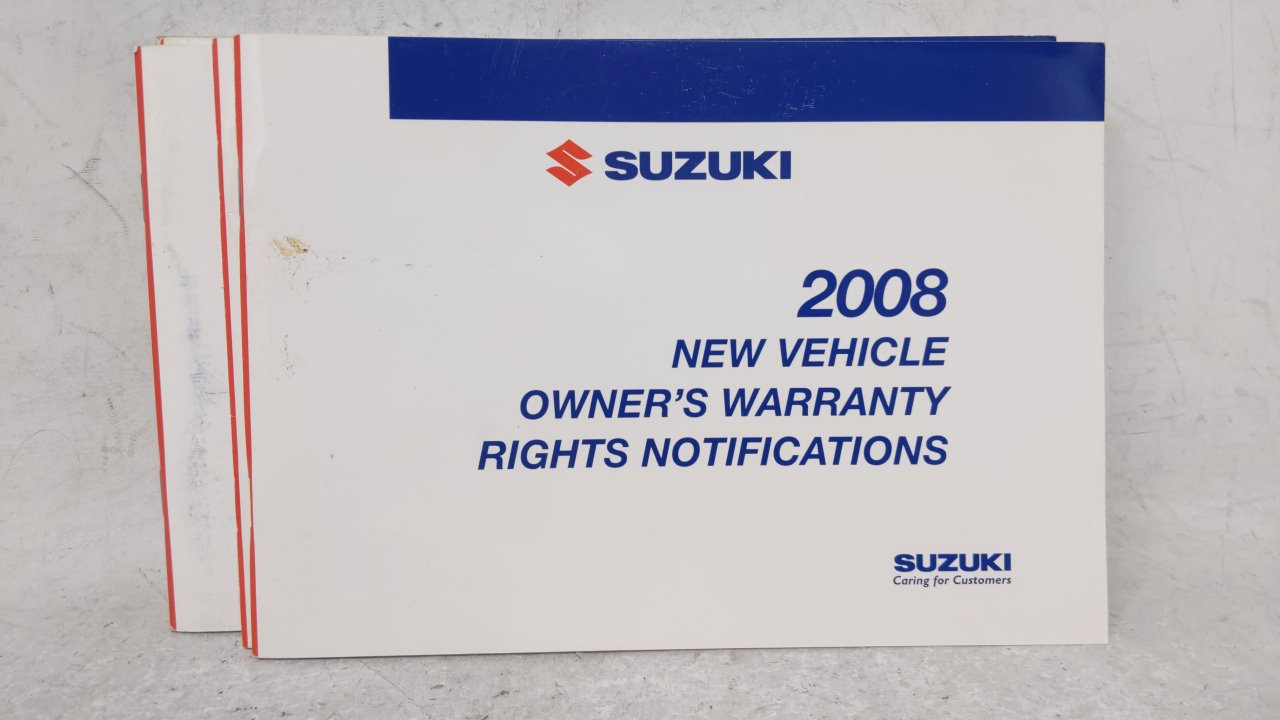 SUZUKI
2008
NEW VEHICLE
OWNER'S WARRANTY
RIGHTS NOTIFICATIONS
SUZUKI
Caring for Customers